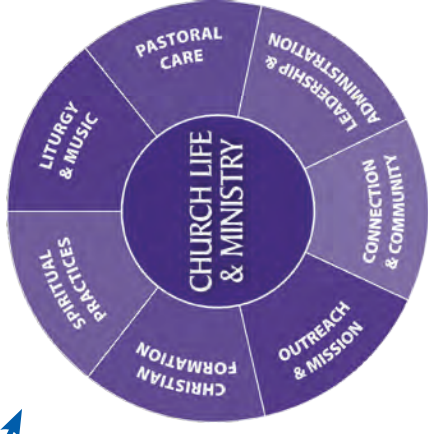 CHURCH LIFE
& MINISTRY
PASTORAL
CARE
LEADERSHIP &
ADMINISTRATION
CONNECTION
& COMMUNITY
OUTREACH
& MISSION
CHRISTIAN
FORMATION
SPIRITUAL
PRACTICES
LITURGY
& MUSIC